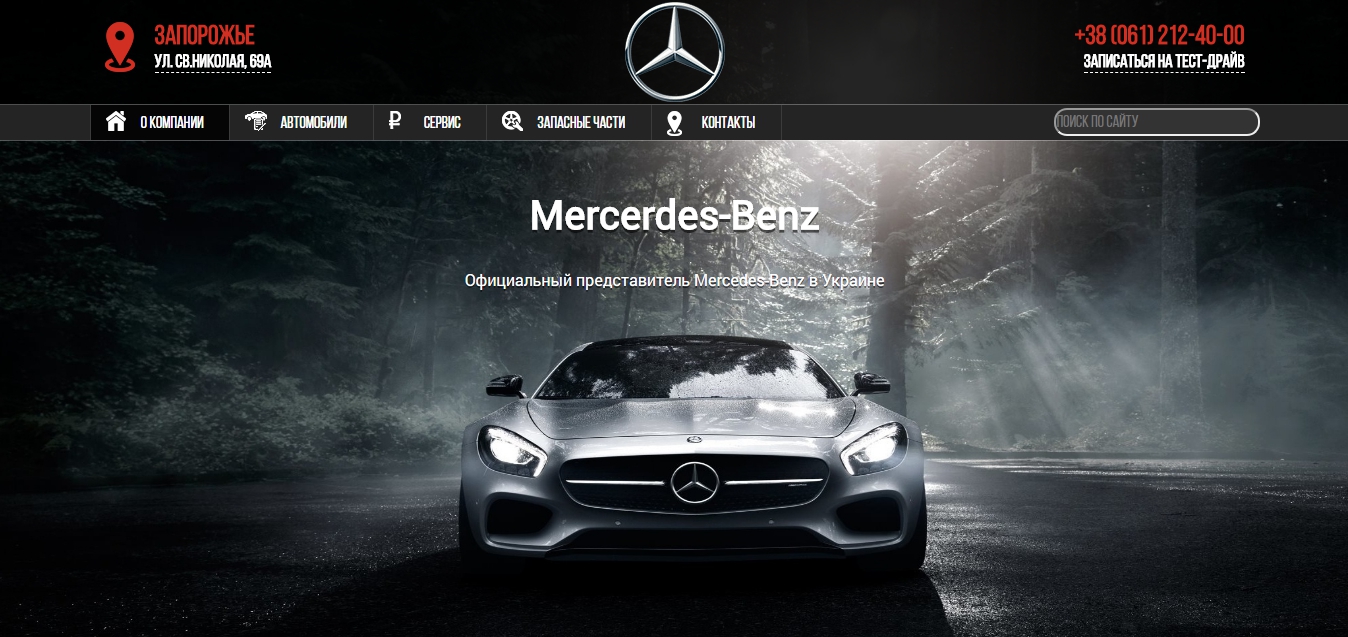 ЗАПОРОЖЬЕ
УЛ. СВ.НИКОЛАЯ, 69А
+38 (061) 212-40-00
ЗАПИСАТЬСЯ НА ТЕСТ-ДРАЙВ
О КОМПАНИИ
АВТОМОБИЛИ
СЕРВИС
ЗАПАСНЫЕ ЧАСТИ
КОНТАКТЫ
ПОИСК ПО САЙТУ
Mercerdes-Benz
Официальный представитель Mercedes-Benz в Украине